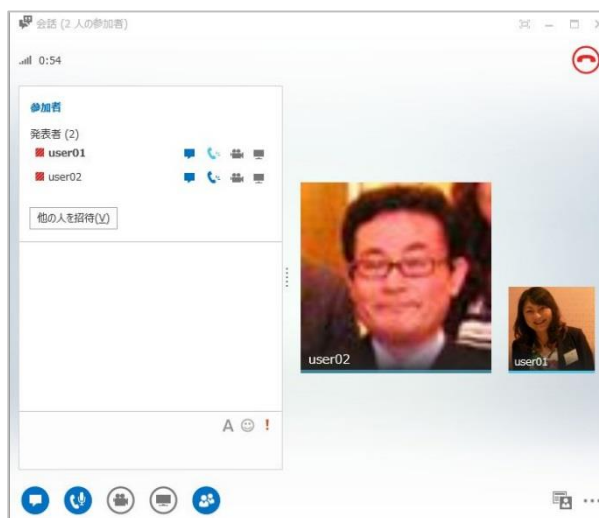 会話 (2 人の参加者)
0:54
参加者
発表者 (2)
user01
user02
他の人を招待(V)
user02
user01
A
!